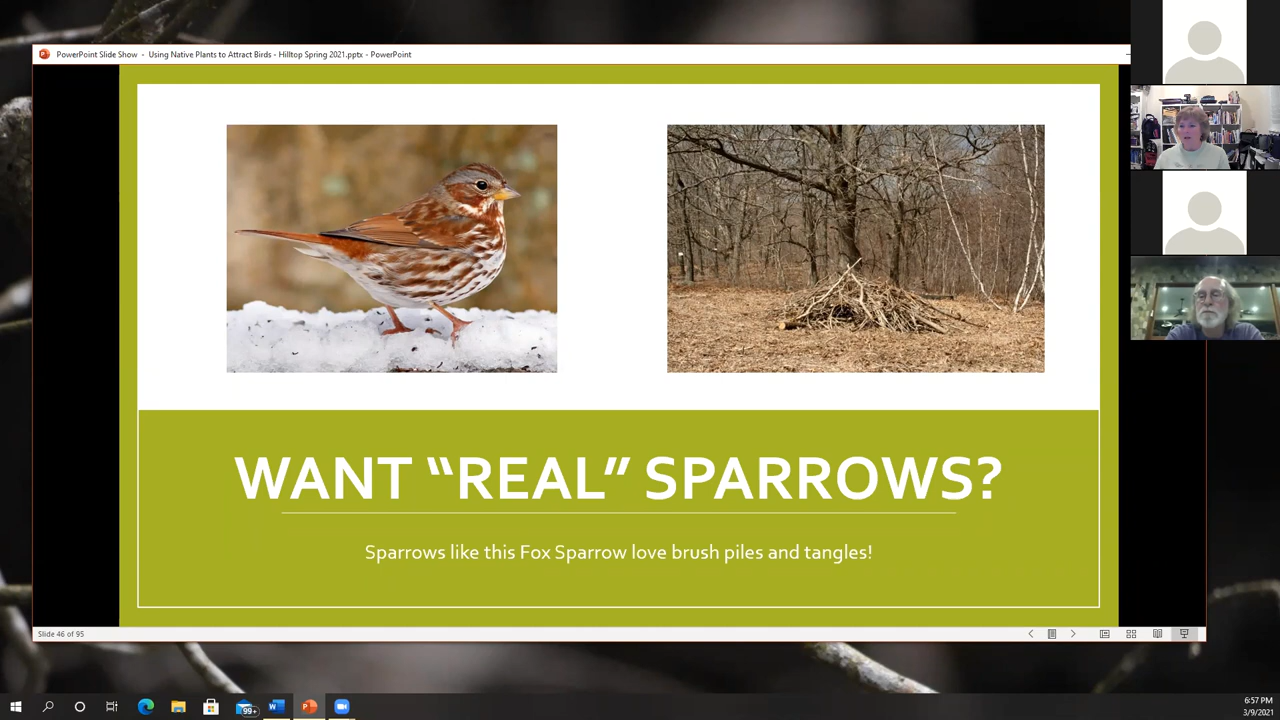 PowerPoint Slide Show - Using Native Plants to Attract Birds - Hilltop Spring 2021.pptx - PowerPoint
WANT “REAL” SPARROWS?
Sparrows like this Fox Sparrow love brush piles and tangles!
Slide 46 of 95
99+
6:57 PM
3/9/2021